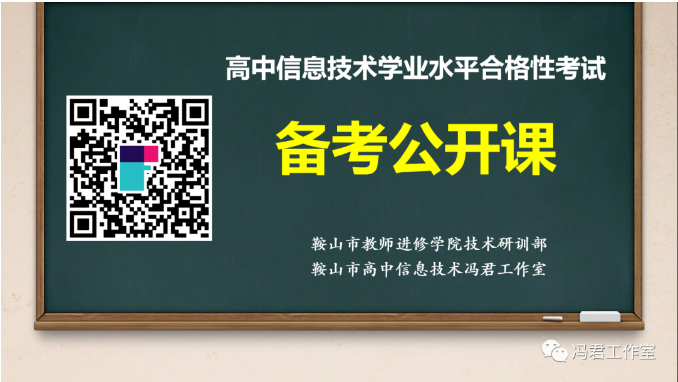 高中信息技术学业水平合格性考试
备考公开课
鞍山市教师进修学院技术研训部
鞍山市高中信息技术冯君工作室
冯君工作室